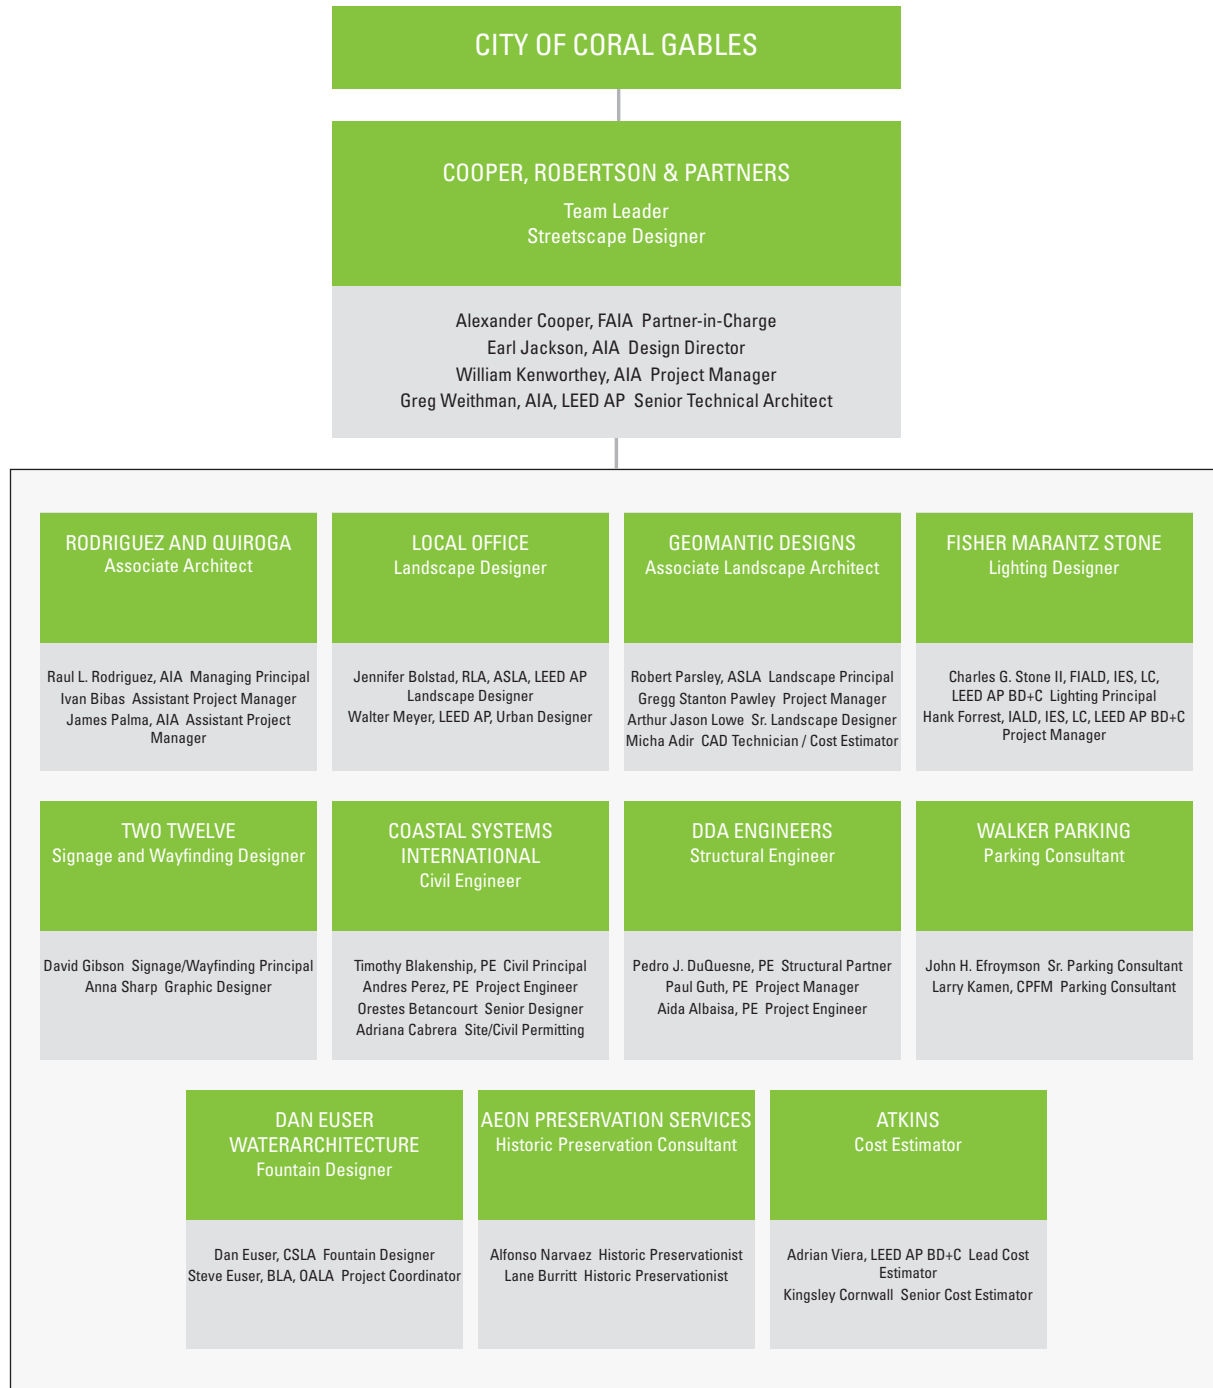 CITY OF CORAL GABLES
COOPER, ROBERTSON & PARTNERS
Team Leader
Streetscape Designer
Alexander Cooper, FAIA Partner-in-Charge
Earl Jackson, AIA Design Director
William Kenworthey, AIA Project Manager
Greg Weithman, AIA, LEED AP Senior Technical Architect
RODRIGUEZ AND QUIROGA
Associate Architect
Raul L. Rodriguez, AIA Managing Principal
Ivan Bibas Assistant Project Manager
James Palma, AIA Assistant Project
Manager
LOCAL OFFICE
Landscape Designer
Jennifer Bolstad, RLA, ASLA, LEED AP
Landscape Designer
Walter Meyer, LEED AP, Urban Designer
GEOMANTIC DESIGNS
Associate Landscape Architect
Robert Parsley, ASLA Landscape Principal
Gregg Stanton Pawley Project Manager
Arthur Jason Lowe Sr. Landscape Designer
Micha Adir CAD Technician / Cost Estimator
FISHER MARANTZ STONE
Lighting Designer
Charles G. Stone II, FIALD, IES, LC,
LEED AP BD+C Lighting Principal
Hank Forrest, IALD, IES, LC, LEED AP BD+C
Project Manager
TWO TWELVE
Signage and Wayfinding Designer
David Gibson Signage/Wayfinding Principal
Anna Sharp Graphic Designer
COASTAL SYSTEMS
INTERNATIONAL
Civil Engineer
Timothy Blakenship, PE Civil Principal
Andres Perez, PE Project Engineer
Orestes Betancourt Senior Designer
Adriana Cabrera Site/Civil Permitting
DDA ENGINEERS
Structural Engineer
Pedro J. DuQuesne, PE Structural Partner
Paul Guth, PE Project Manager
Aida Albaisa, PE Project Engineer
WALKER PARKING
Parking Consultant
John H. Efroymson Sr. Parking Consultant
Larry Kamen, CPFM Parking Consultant
DAN EUSER
WATERARCHITECTURE
Fountain Designer
Dan Euser, CSLA Fountain Designer
Steve Euser, BLA, OALA Project Coordinator
AEON PRESERVATION SERVICES
Historic Preservation Consultant
Alfonso Narvaez Historic Preservationist
Lane Burritt Historic Preservationist
ATKINS
Cost Estimator
Adrian Viera, LEED AP BD+C Lead Cost
Estimator
Kingsley Cornwall Senior Cost Estimator